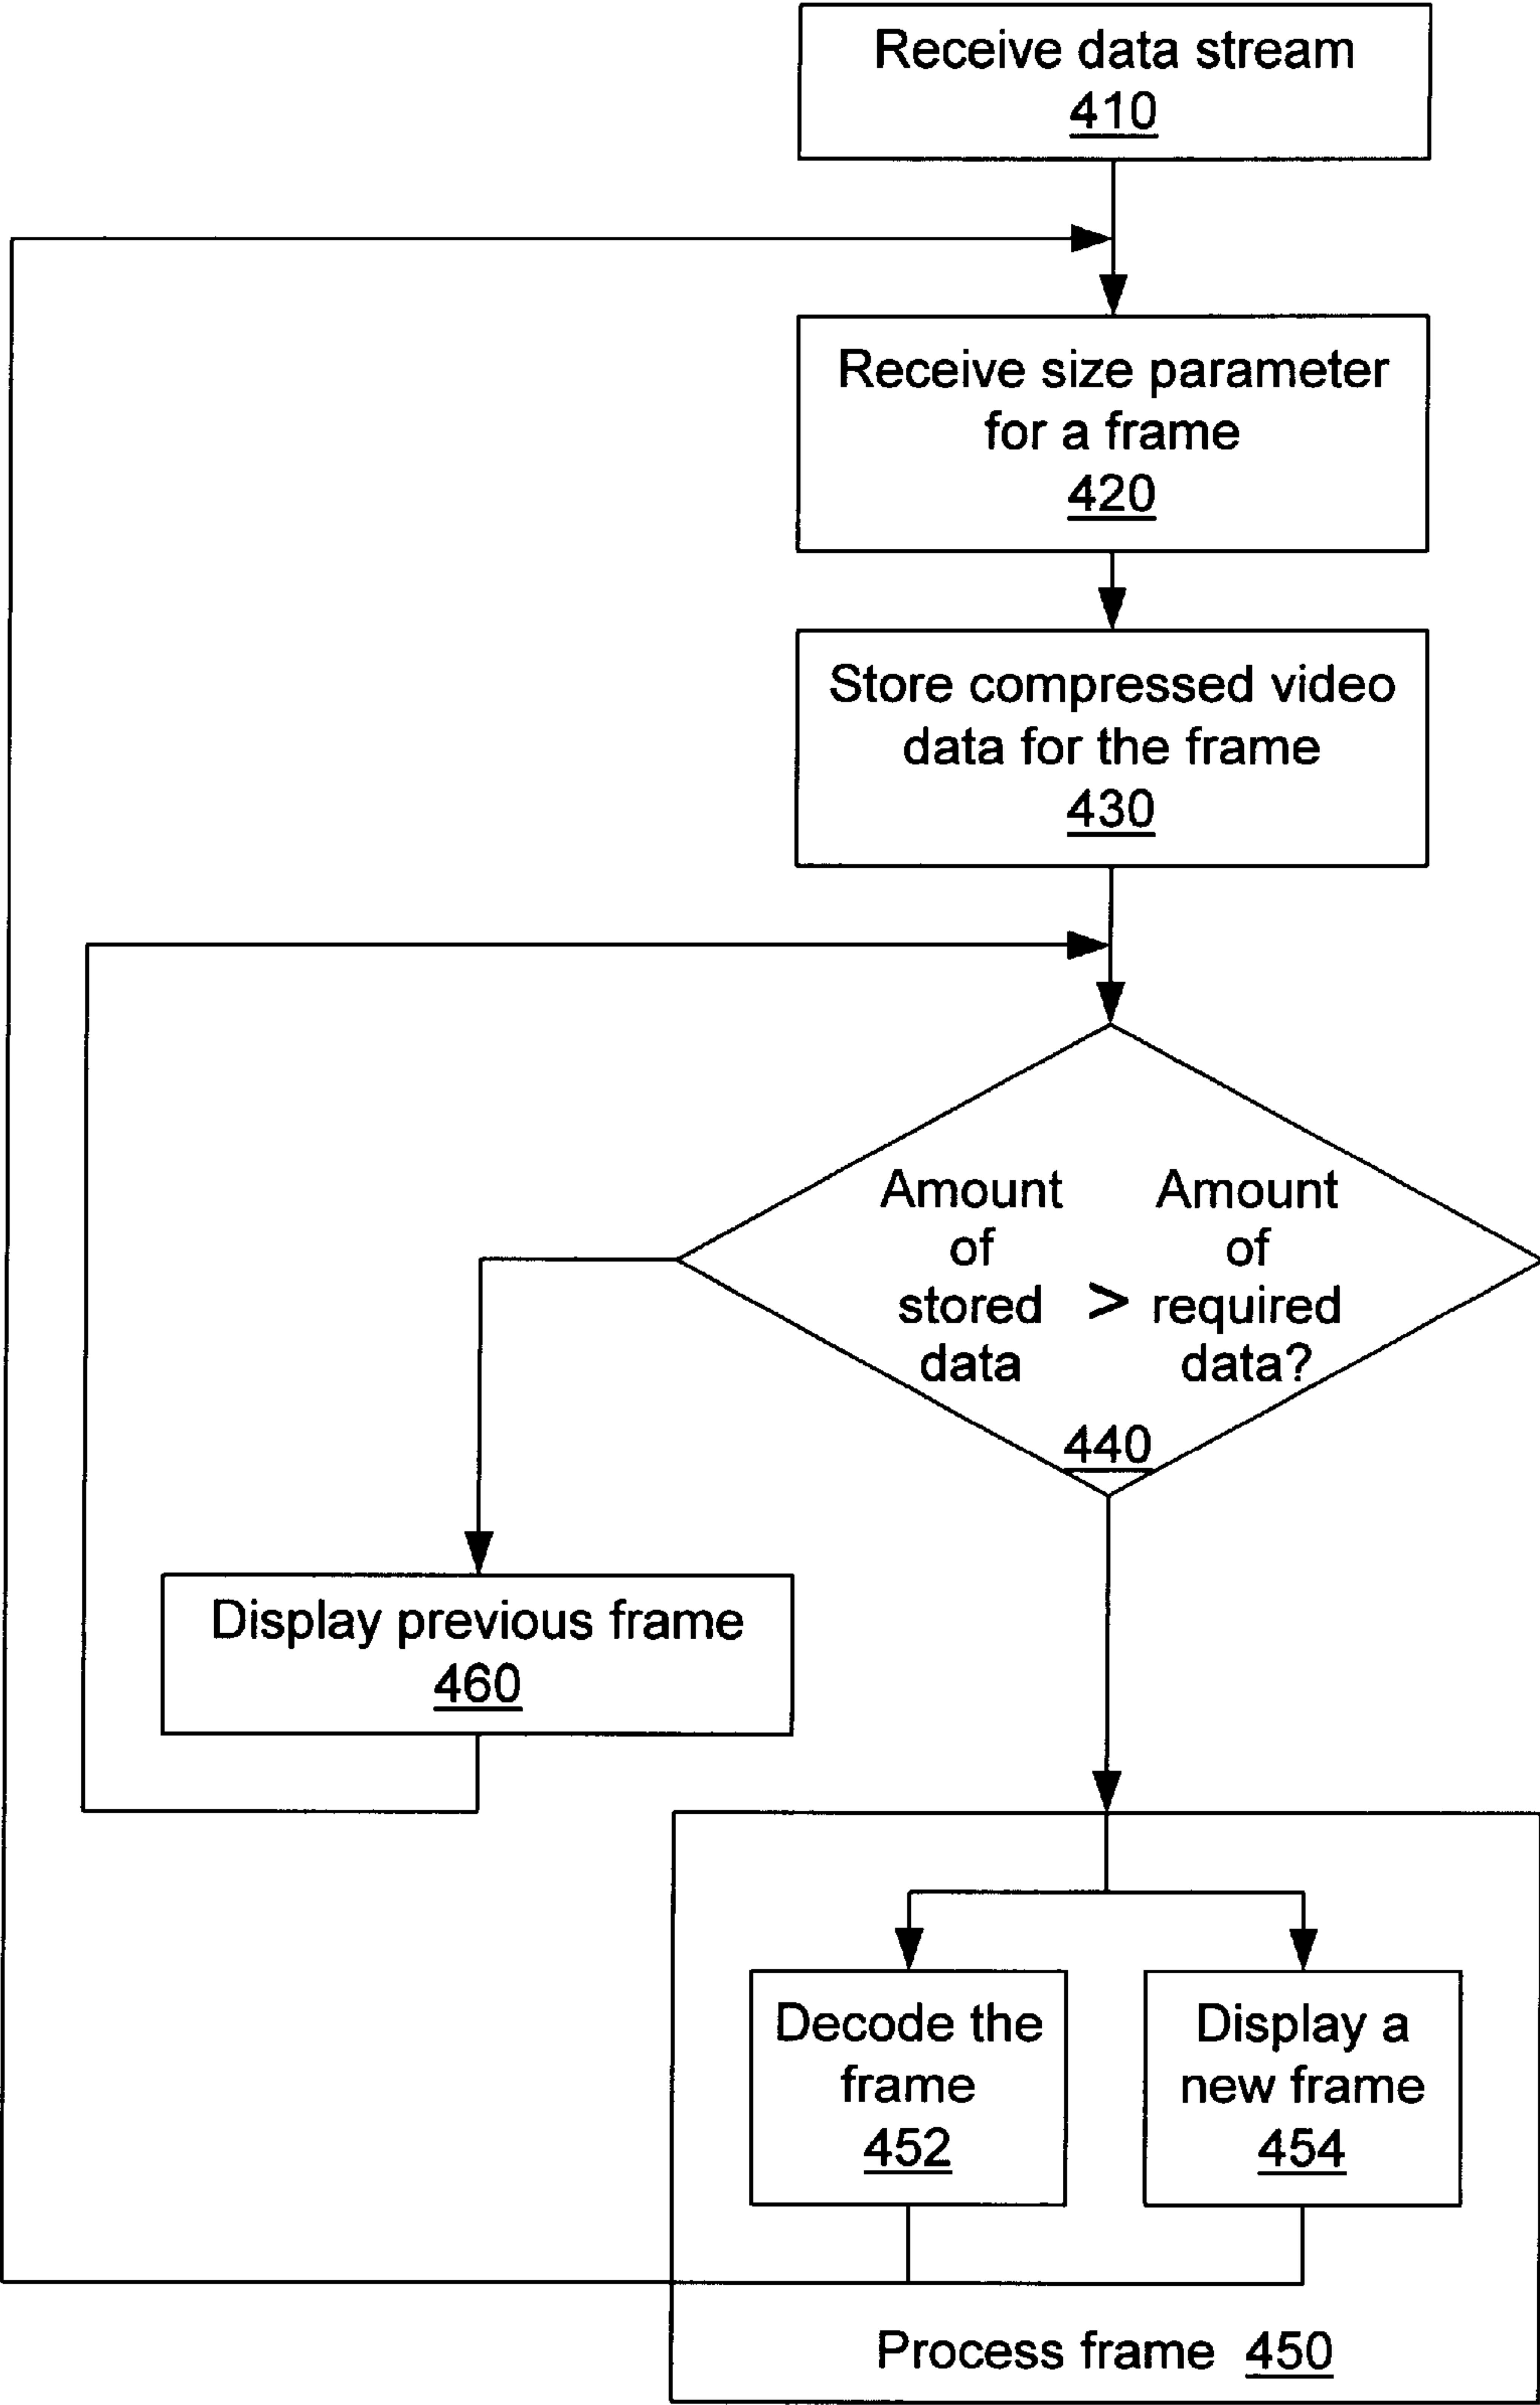 Receive data stream
410
Receive size parameter
for a frame
420
Store compressed video
data for the frame
430
Amount Amount
of of
stored > required
data data?
440
Display previous frame
460
Decode the
frame
452
Display a
new frame
454
Process frame 450